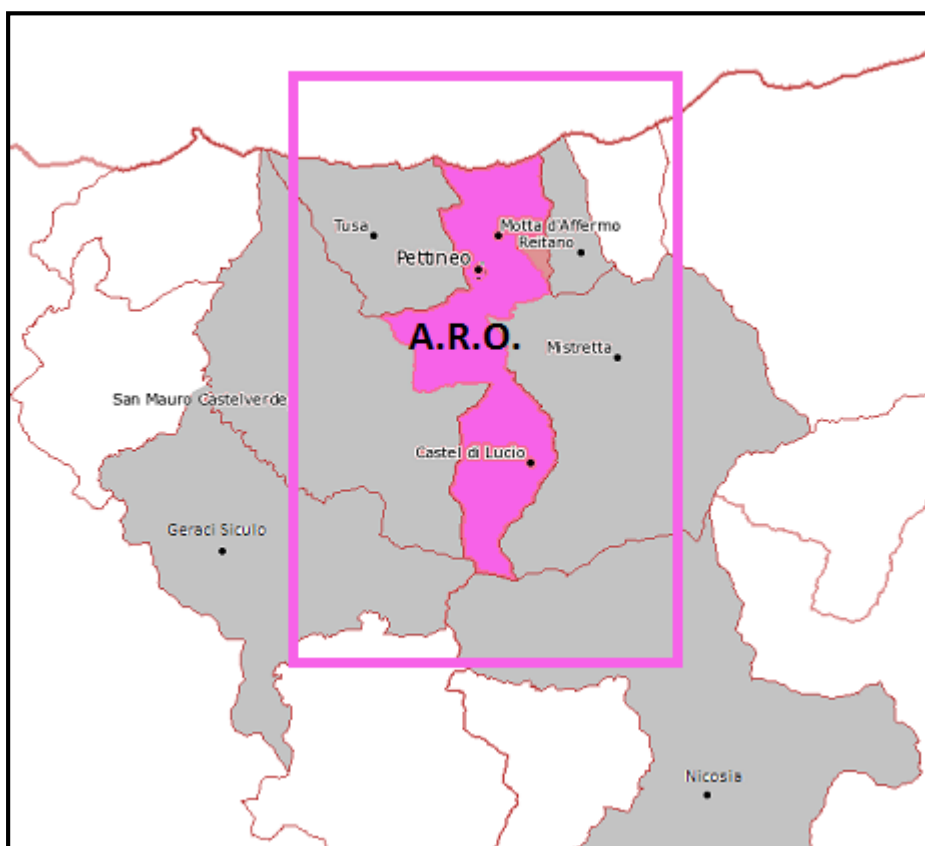 Tusa
Motta d'Affermo
Reitano
Pettineo
A.R.O.
Mistretta
San Mauro Castelverde
Castel di Lucio
Geraci Siculo
Nicosia